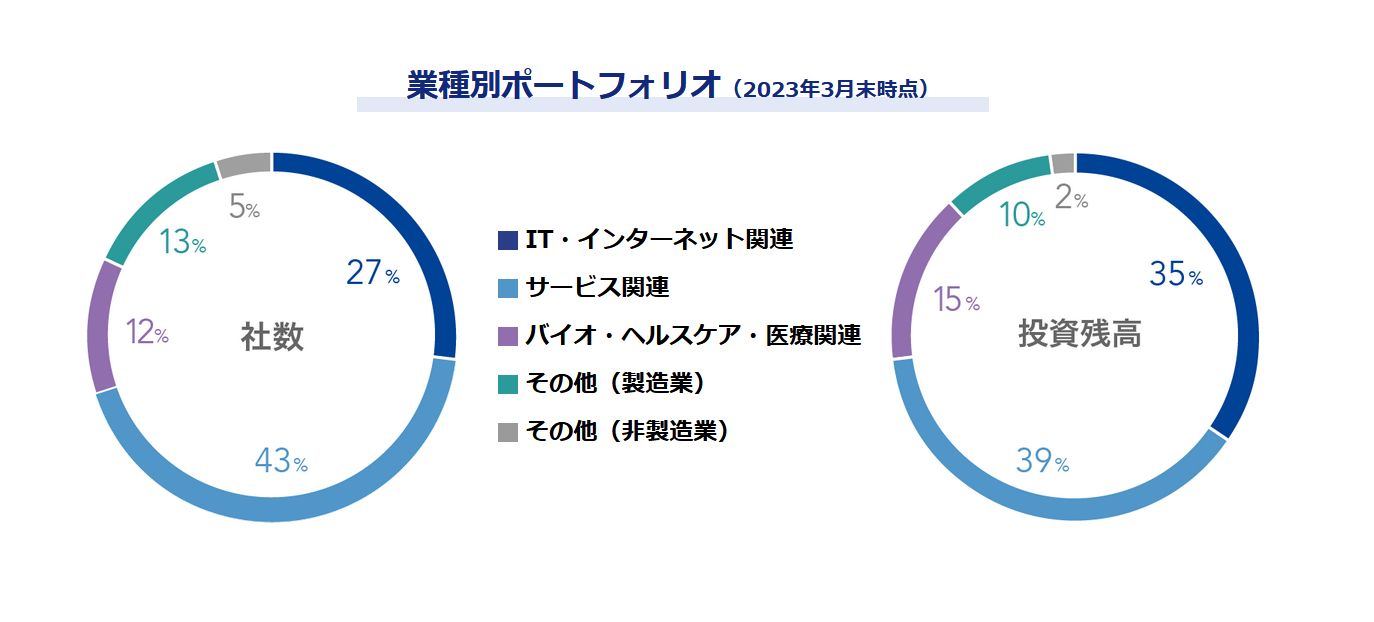 業種別ポートフォリオ（2023年3月末時点）
5%
13%
27%
12%
社数
43%
IT・インターネット関連
サービス関連
バイオ・ヘルスケア・医療関連
その他（製造業）
その他（非製造業）
2%
10%
35%
15%
投資残高
39%